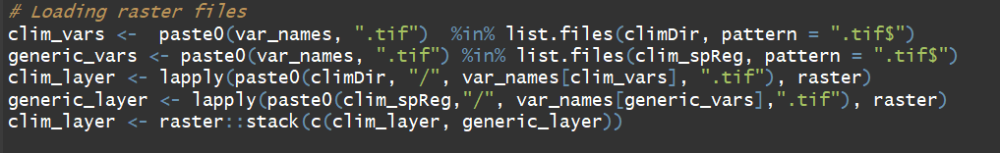 # Loading raster files
clim_vars <-  paste0(var_names, ".tif")  %in% list.files(climDir, pattern = ".tif$")
generic_vars <- paste0(var_names, ".tif") %in% list.files(clim_spReg, pattern = ".tif$")
clim_layer <- lapply(paste0(climDir, "/", var_names[clim_vars], ".tif"), raster)
generic_layer <- lapply(paste0(clim_spReg,"/", var_names[generic_vars],".tif"), raster)
clim_layer <- raster::stack(c(clim_layer, generic_layer))